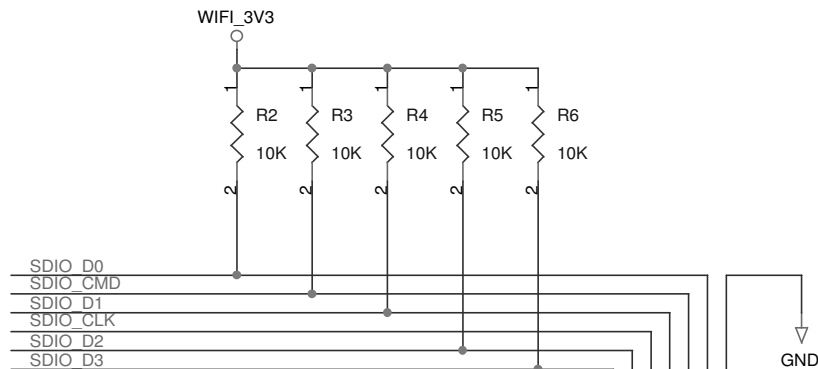 WIFI_3V3
1 1 1 1 1
R2 R3 R4 R5 R6
10K 10K 10K 10K 10K
2 2 2 2 2
SDIO_D0
SDIO_CMD
SDIO_D1
SDIO_CLK
SDIO_D2
SDIO_D3
GND